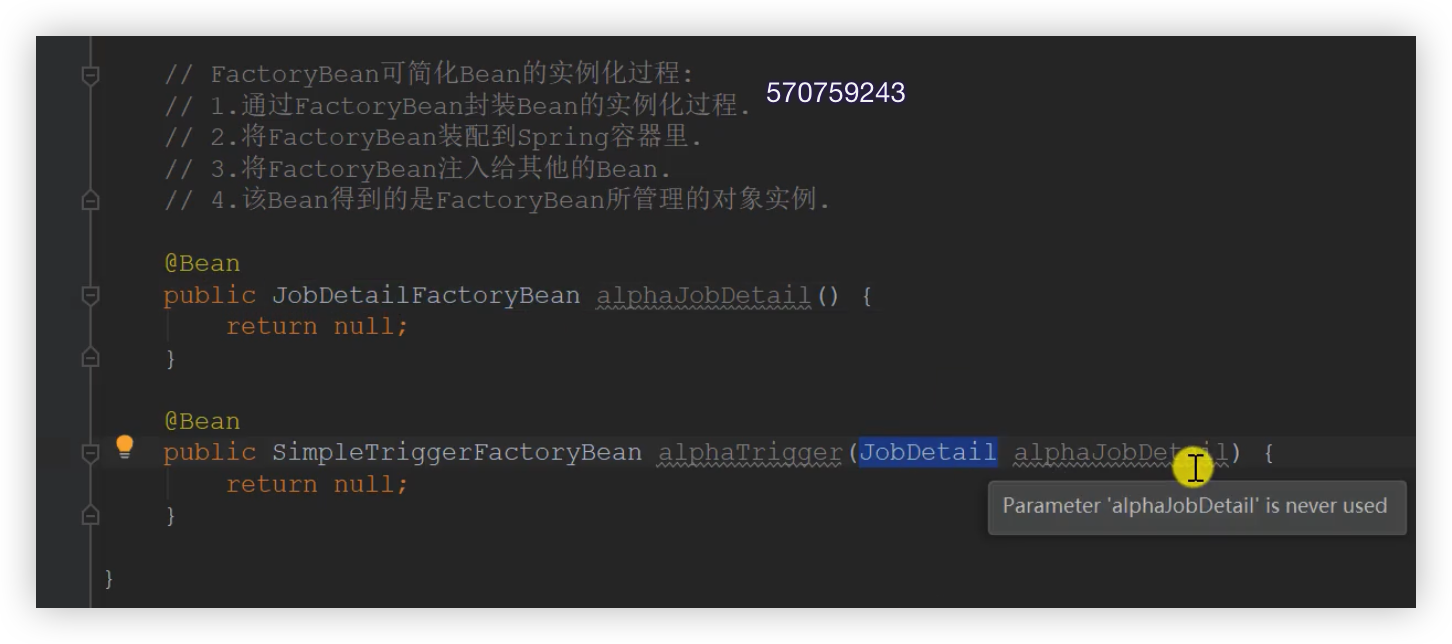 // FactoryBean可简化Bean的实例化过程:
570759243
// 1.通过FactoryBean封装Bean的实例化过程.
// 2.将FactoryBean装配到Spring容器里.
// 3.将FactoryBean注入给其他的Bean.
// 4.该Bean得到的是FactoryBean所管理的对象实例.
@Bean
public JobDetailFactoryBean alphaJobDetail() {
return null;
}
@Bean
public SimpleTriggerFactoryBean alphaTrigger(JobDetail alphaJobDetail) {
return null;
Parameter 'alphaJobDetail' is never used
}
}